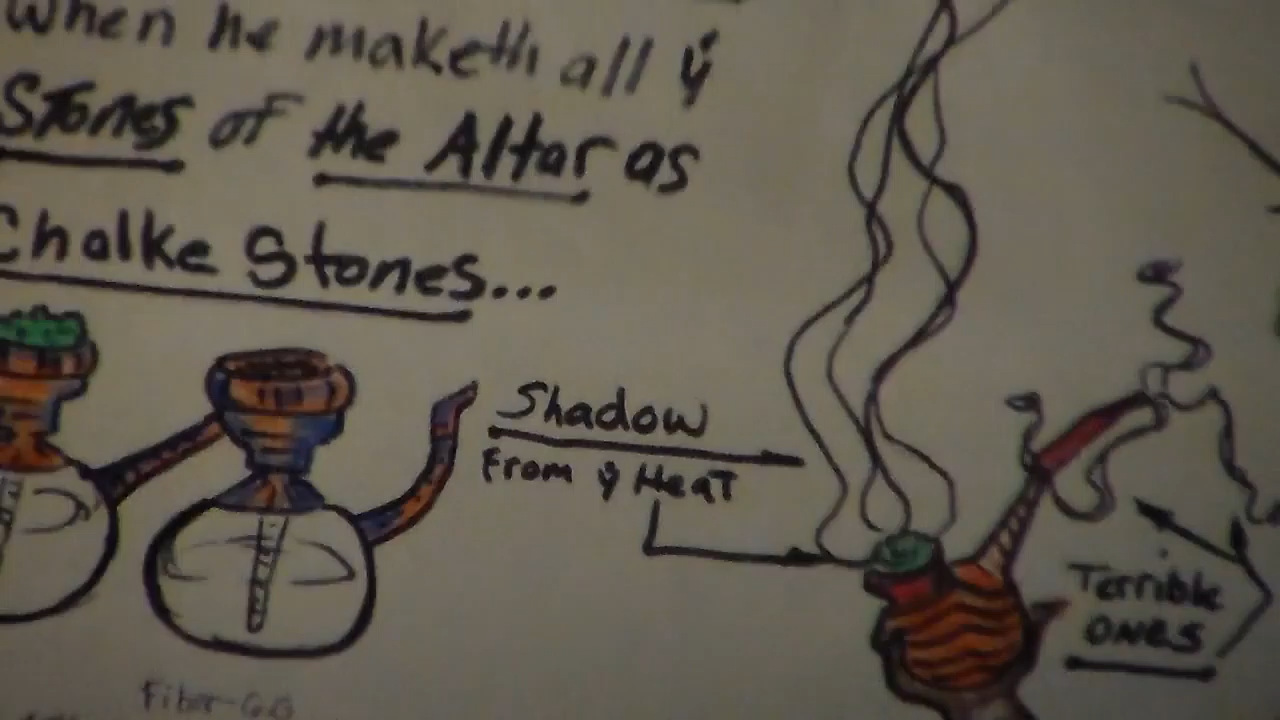 When he maketh all ẏ
Stones of the Altar as
Chalke Stones...
Shadow
From ẏ Heat
Terrible
ONES